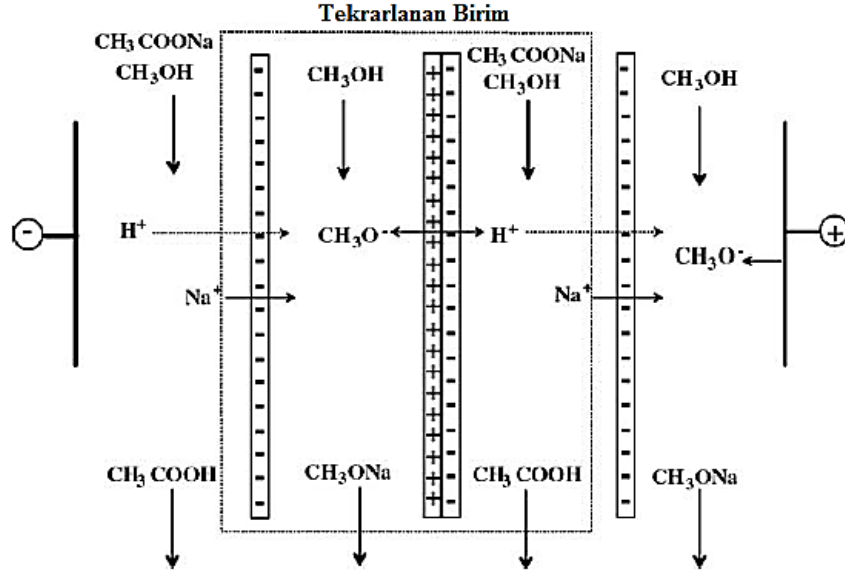 Tekrarlanan Birim
CH3 COONa
CH3OH
CH3OH
CH3 COONa
CH3OH
CH3OH
-
H+
CH3O-
H+
CH3O-
+
Na+
Na+
CH3 COOH
CH3ONa
CH3 COOH
CH3ONa